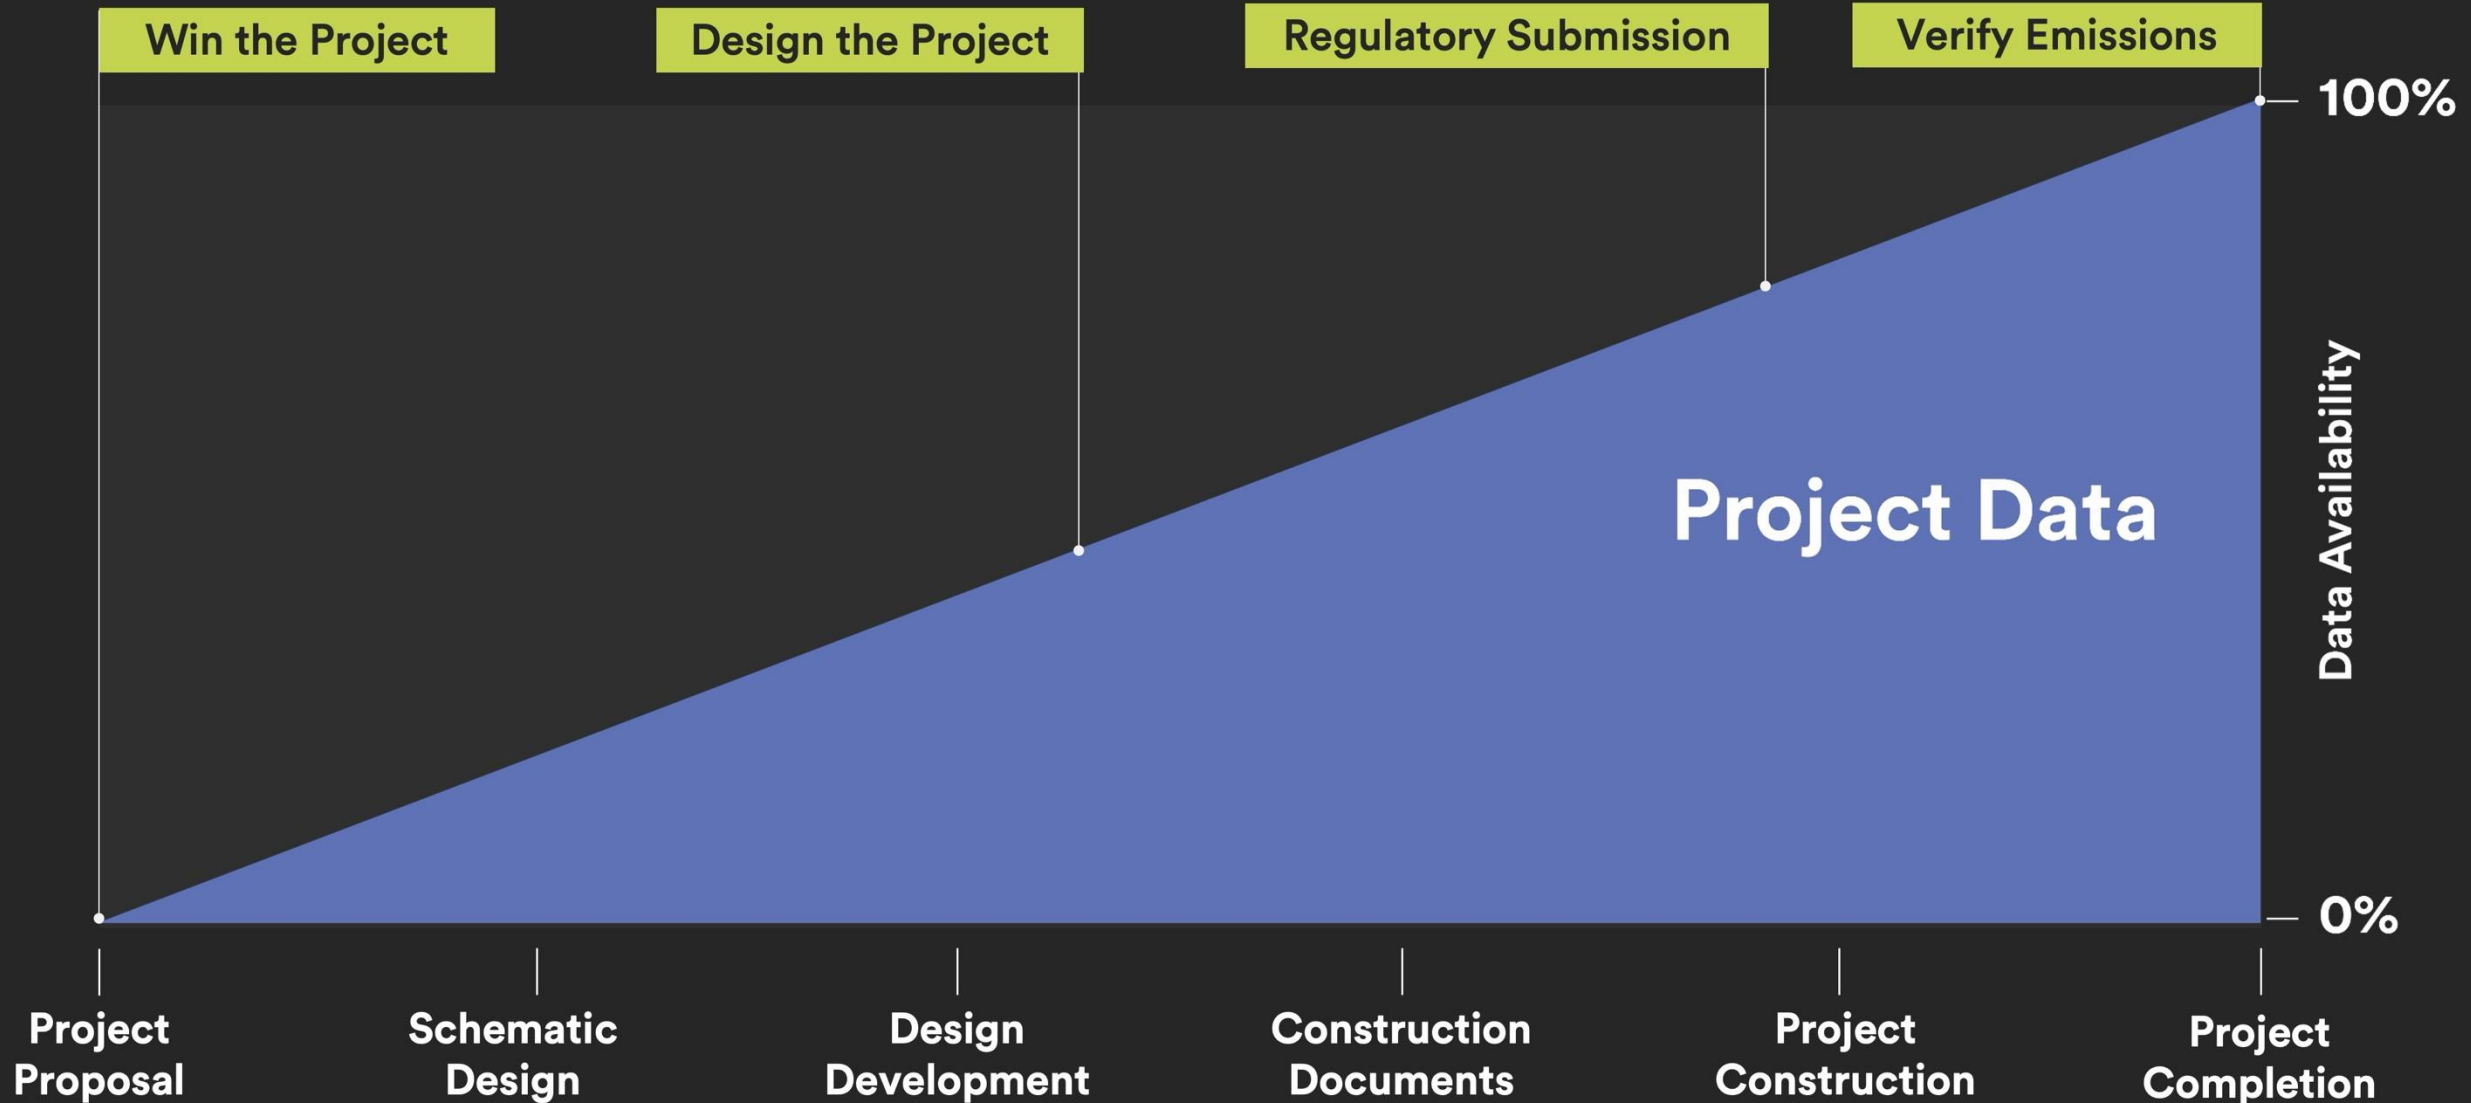 Win the Project
Design the Project
Regulatory Submission
Verify Emissions
100%
Project Data
Data Availability
0%
Project
Proposal
Schematic
Design
Design
Development
Construction
Documents
Project
Construction
Project
Completion